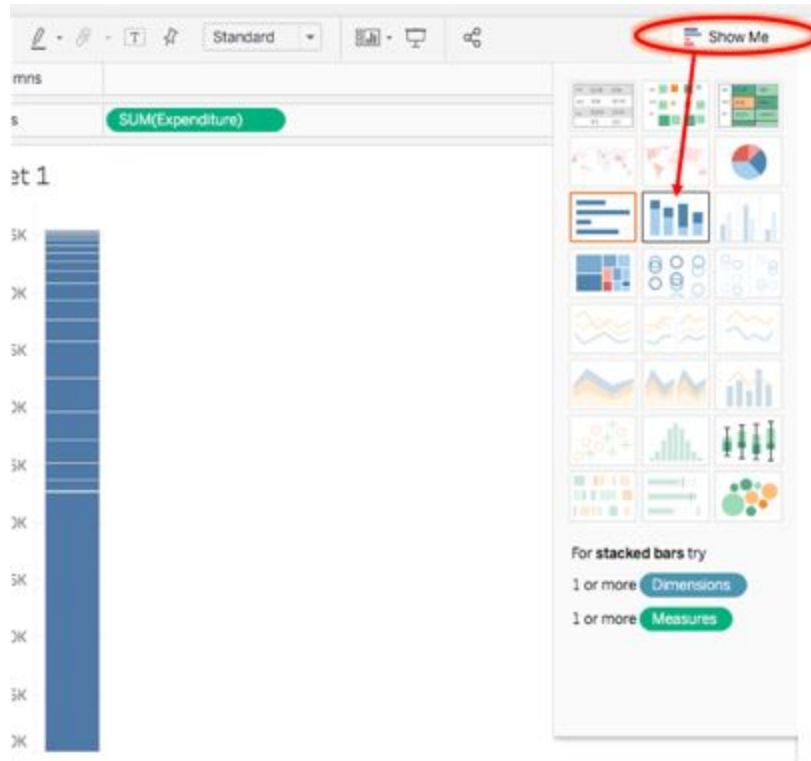 T Standard Show Me
mns
s SUM(Expenditure)
et 1
5K
0K
5K
0K
5K
0K
5K
0K
5K
0K
For stacked bars try
1 or more Dimensions
1 or more Measures